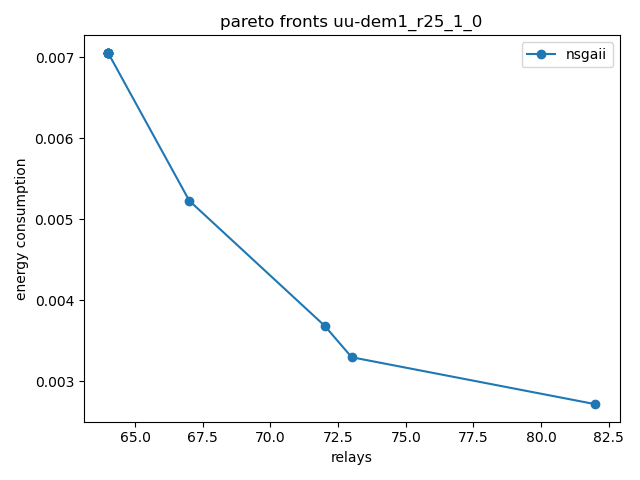 pareto fronts uu-dem1_r25_1_0
nsgaii
0.007
0.006
0.005
0.004
0.003
energy consumption
65.0 67.5 70.0 72.5 75.0 77.5 80.0 82.5
relays